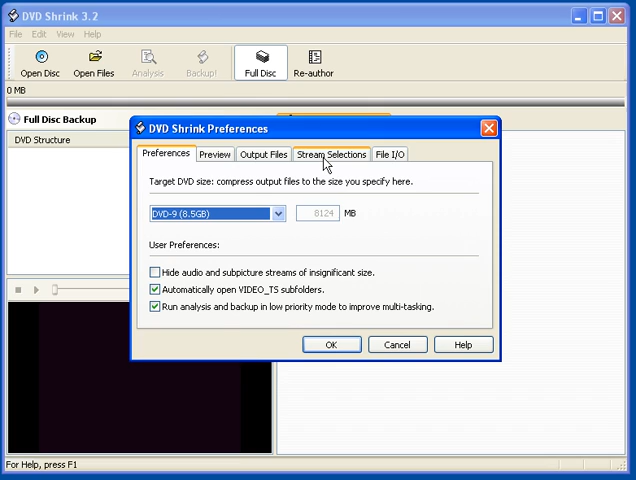 DVD Shrink 3.2
File Edit View Help
Open Disc Open Files Analysis Backup! Full Disc Re-author
0 MB
Full Disc Backup
DVD Structure
DVD Shrink Preferences
Preferences Preview Output Files Stream Selections File I/O
Target DVD size: compress output files to the size you specify here.
DVD-9 (8.5GB) 8124 MB
User Preferences:
Hide audio and subpicture streams of insignificant size.
Automatically open VIDEO_TS subfolders.
Run analysis and backup in low priority mode to improve multi-tasking.
OK Cancel Help
For Help, press F1